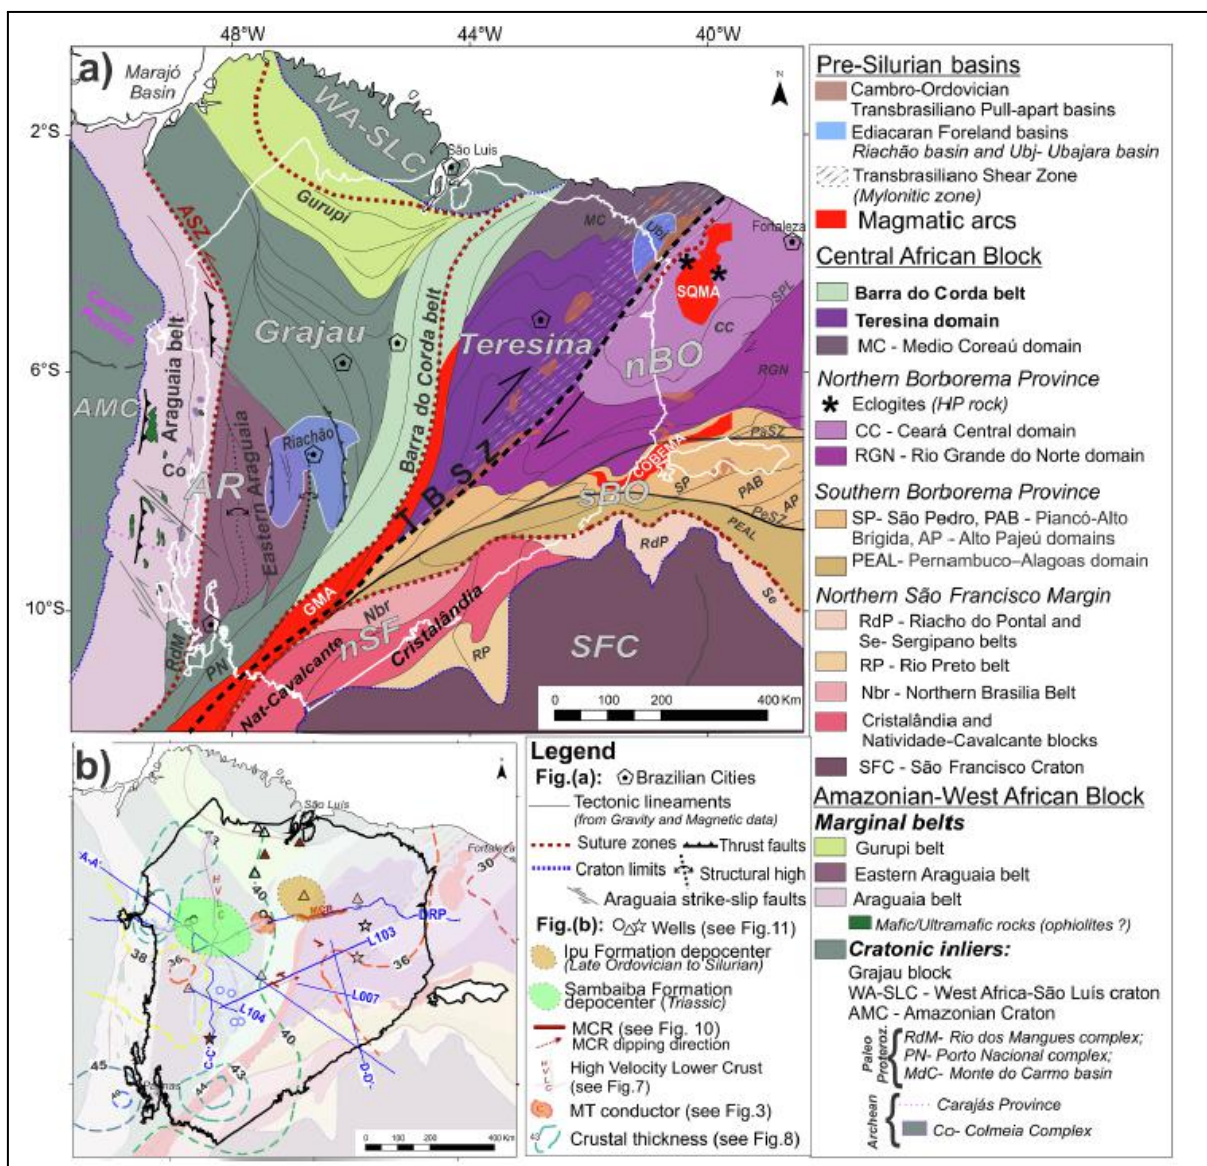 48°W
44°W
40°W
a)
Marajó
Basin
N
2°S
WA-SLC
São Luis
Gurupi
ASZ
MC
Ubj
Fortaleza
SQMA
SPL
CC
Grajau
Barra do Corda belt
Teresina
nBO
RGN
6°S
AMC
Araguaia belt
Co
AR
Eastern Araguaia
Riachão
Barra do Corda belt
TBSZ
COBEMA
PaSZ
sBO
SP
PAB
AP
PeSZ
PEAL
RdP
Se
10°S
GMA
Nbr
nSF
Cristalândia
RdM
PN
Nat-Cavalcante
RP
SFC
0
200
400 Km
Pre-Silurian basins
Cambro-Ordovician
Transbrasiliano Pull-apart basins
Ediacaran Foreland basins
Riachão basin and Ubj- Ubajara basin
Transbrasiliano Shear Zone
(Mylonitic zone)
Magmatic arcs
Central African Block
Barra do Corda belt
Teresina domain
MC - Medio Coreaú domain
Northern Borborema Province
Eclogites (HP rock)
CC - Ceará Central domain
RGN - Rio Grande do Norte domain
Southern Borborema Province
SP- São Pedro, PAB - Piancó-Alto
Brígida, AP - Alto Pajeú domains
PEAL- Pernambuco–Alagoas domain
Northern São Francisco Margin
RdP - Riacho do Pontal and
Se- Sergipano belts
RP - Rio Preto belt
Nbr - Northern Brasilia Belt
Cristalândia and
Natividade-Cavalcante blocks
SFC - São Francisco Craton
Amazonian-West African Block
Marginal belts
Gurupi belt
Eastern Araguaia belt
Araguaia belt
Mafic/Ultramafic rocks (ophiolites ?)
Cratonic inliers:
Grajau block
WA-SLC - West Africa-São Luís craton
AMC - Amazonian Craton
Paleo
Proteroz.
RdM- Rio dos Mangues complex;
PN- Porto Nacional complex;
MdC- Monte do Carmo basin
Archean
Carajás Province
Co- Colmeia Complex
b)
São Luis
Fortaleza
A-A'
HVLC
40
30
MCR
DRP
L103
38
36
36
L007
L104
C-C'
D-D'
40
45
Palmas
43
44
0
200
400 Km
Legend
Fig.(a):
Brazilian Cities
Tectonic lineaments
(from Gravity and Magnetic data)
Suture zones
Thrust faults
Craton limits
Structural high
Araguaia strike-slip faults
Fig.(b):
Wells (see Fig.11)
Ipu Formation depocenter
(Late Ordovician to Silurian)
Sambaiba Formation
depocenter (Triassic)
MCR (see Fig. 10)
MCR dipping direction
HVLC
High Velocity Lower Crust
(see Fig.7)
C
MT conductor (see Fig.3)
43
Crustal thickness (see Fig.8)